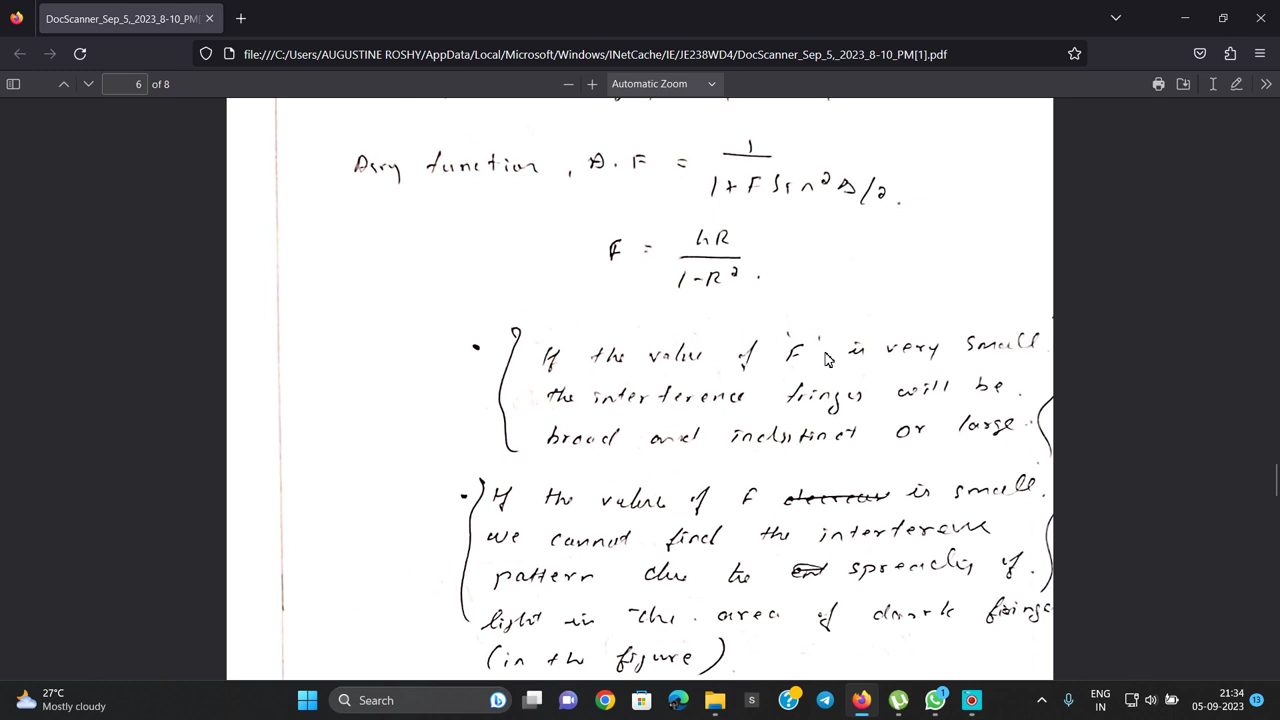 DocScanner_Sep_5,_2023_8-10_PM[
file:///C:/Users/AUGUSTINE ROSHY/AppData/Local/Microsoft/Windows/INetCache/IE/JE238WD4/DocScanner_Sep_5,_2023_8-10_PM[1].pdf
6 of 8
Automatic Zoom
Airy function, A.F = 1 / 1+F Sin²Δ/2.
F = 4R / 1-R².
• If the value of 'F' is very small
the interference fringes will be
broad and indistinct or large.
• If the value of F decrease is small.
we cannot find the interference
pattern due to spreading of
light in the area of dark fringe
(in the figure)
27°C
Mostly cloudy
Search
1
ENG
IN
21:34
05-09-2023
13